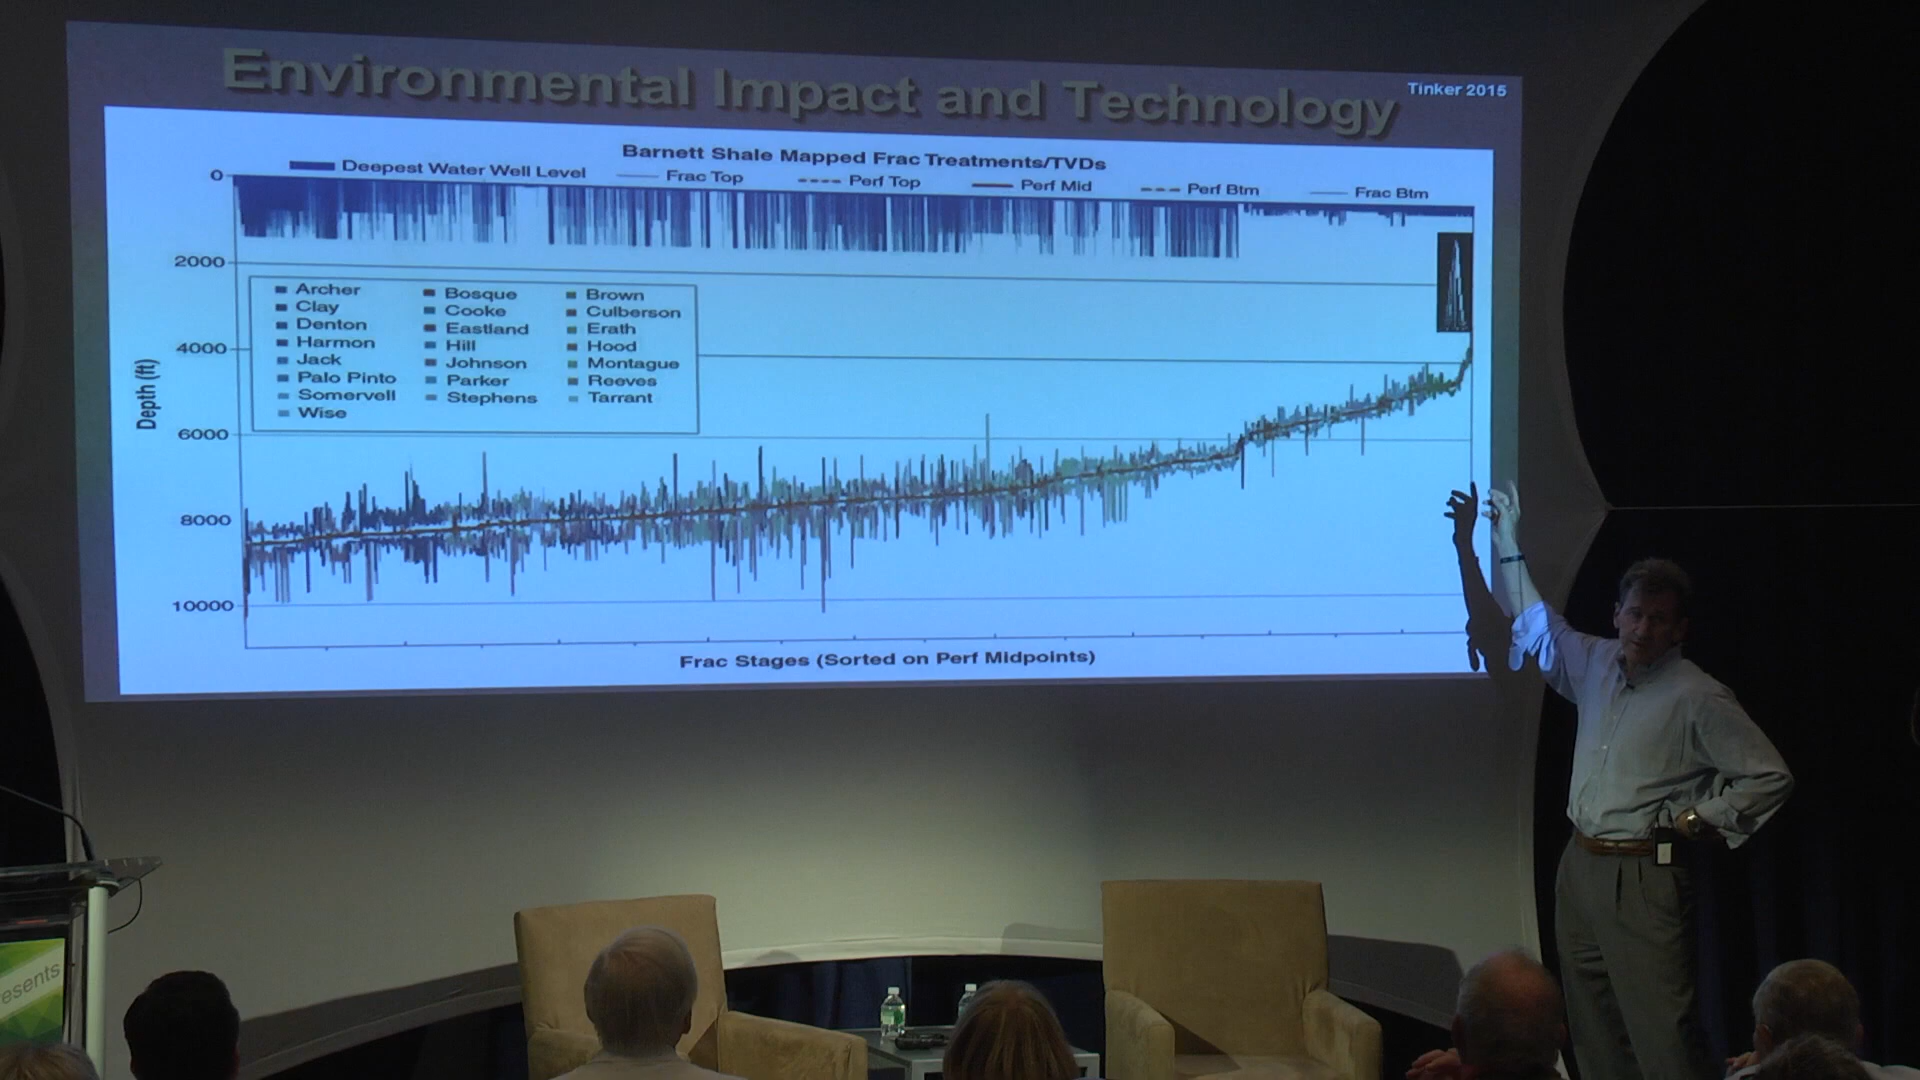 Environmental Impact and Technology
Tinker 2015
Barnett Shale Mapped Frac Treatments/TVDs
Deepest Water Well Level Frac Top Perf Top Perf Mid Perf Btm Frac Btm
0
2000
4000
6000
8000
10000
Depth (ft)
Archer Bosque Brown
Clay Cooke Culberson
Denton Eastland Erath
Harmon Hill Hood
Jack Johnson Montague
Palo Pinto Parker Reeves
Somervell Stephens Tarrant
Wise
Frac Stages (Sorted on Perf Midpoints)
esents